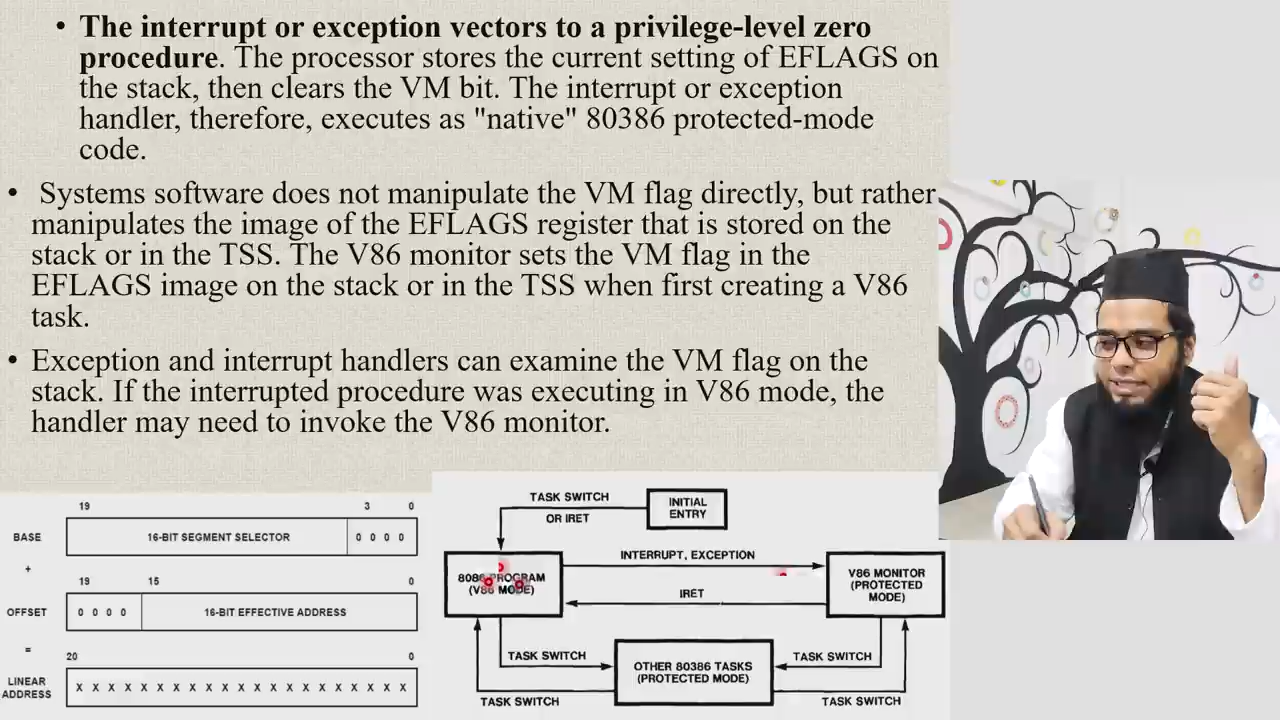 • The interrupt or exception vectors to a privilege-level zero
procedure. The processor stores the current setting of EFLAGS on
the stack, then clears the VM bit. The interrupt or exception
handler, therefore, executes as "native" 80386 protected-mode
code.
• Systems software does not manipulate the VM flag directly, but rather
manipulates the image of the EFLAGS register that is stored on the
stack or in the TSS. The V86 monitor sets the VM flag in the
EFLAGS image on the stack or in the TSS when first creating a V86
task.
• Exception and interrupt handlers can examine the VM flag on the
stack. If the interrupted procedure was executing in V86 mode, the
handler may need to invoke the V86 monitor.
19 3 0
BASE 16-BIT SEGMENT SELECTOR 0 0 0 0
+
19 15 0
OFFSET 0 0 0 0 16-BIT EFFECTIVE ADDRESS
=
20 0
LINEAR
ADDRESS
X X X X X X X X X X X X X X X X X X X X X
TASK SWITCH
OR IRET
INITIAL
ENTRY
8086 PROGRAM
(V86 MODE)
INTERRUPT, EXCEPTION
IRET
V86 MONITOR
(PROTECTED
MODE)
TASK SWITCH
OTHER 80386 TASKS
(PROTECTED MODE)
TASK SWITCH
TASK SWITCH
TASK SWITCH